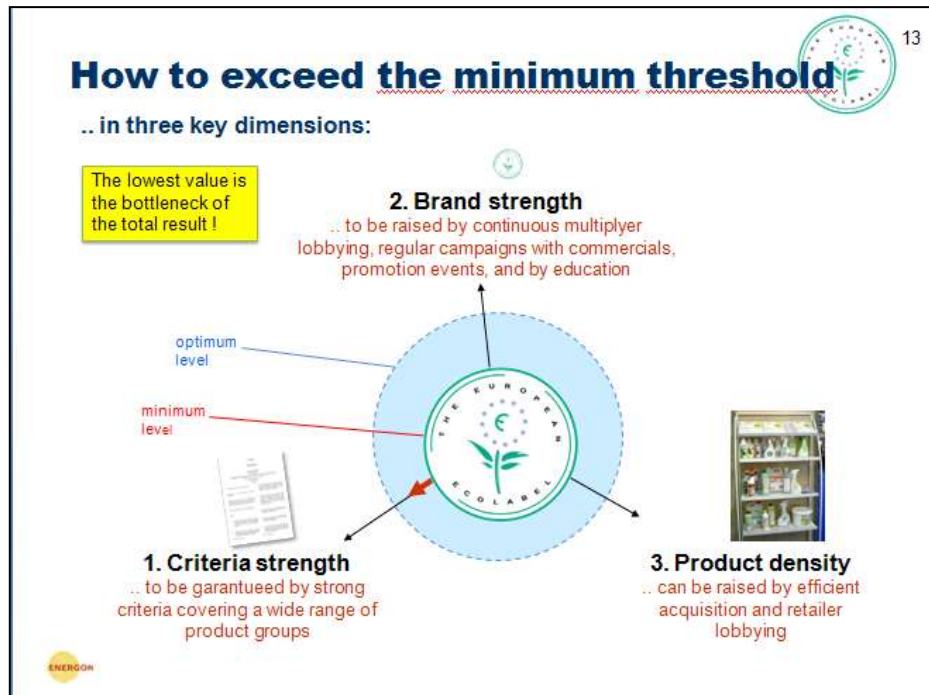 13
How to exceed the minimum threshold
.. in three key dimensions:
The lowest value is
the bottleneck of
the total result !
2. Brand strength
.. to be raised by continuous multiplyer
lobbying, regular campaigns with commercials,
promotion events, and by education
optimum
level
minimum
level
THE EUROPEAN
ECOLABEL
1. Criteria strength
.. to be garantueed by strong
criteria covering a wide range of
product groups
3. Product density
.. can be raised by efficient
acquisition and retailer
lobbying
ENERGON